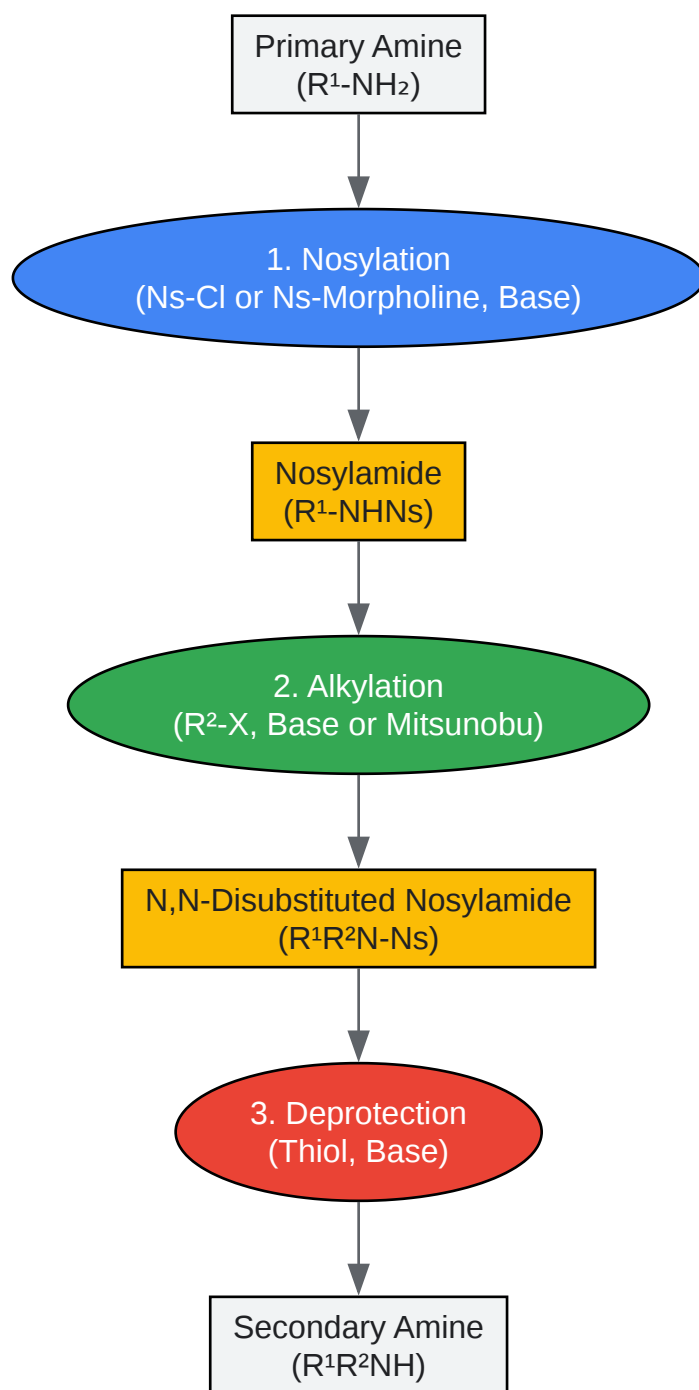 Primary Amine
(R¹-NH₂)
1. Nosylation
(Ns-Cl or Ns-Morpholine, Base)
Nosylamide
(R¹-NHNs)
2. Alkylation
(R²-X, Base or Mitsunobu)
N,N-Disubstituted Nosylamide
(R¹R²N-Ns)
3. Deprotection
(Thiol, Base)
Secondary Amine
(R¹R²NH)